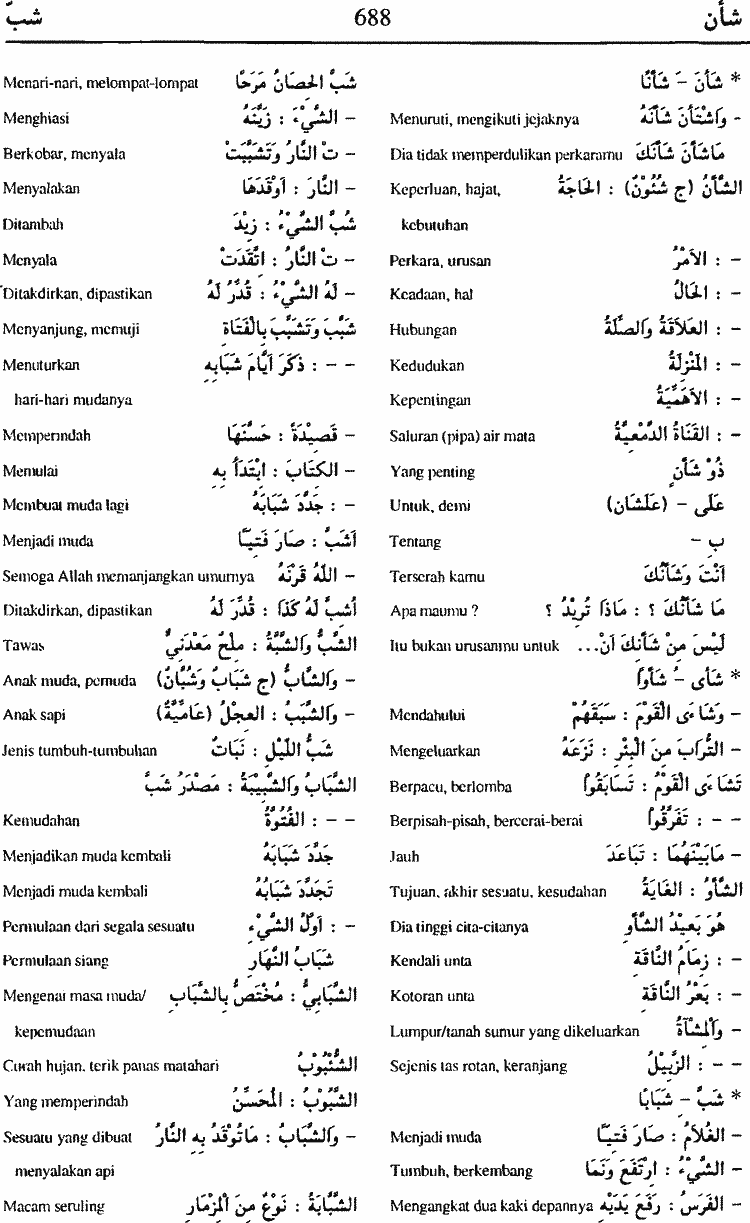 شأن 688 شبّ
* شَأَنَ - شَأْنًا
- وَاشْتَأَنَ شَأْنَهُ Menuruti, mengikuti jejaknya
مَاشَأَنَ شَأْنَكَ Dia tidak memperdulikan perkaramu
الشَّأْنُ (ج شُئُوْنٌ) : الحَاجَةُ Keperluan, hajat,
kebutuhan
- : الاَمْرُ Perkara, urusan
- : الحَالُ Keadaan, hal
- : العَلاَقَةُ وَالصِّلَةُ Hubungan
- : المَنْزِلَةُ Kedudukan
- : الاَهَمِّيَّةُ Kepentingan
- : القَنَاةُ الدَّمْعِيَّةُ Saluran (pipa) air mata
ذُوْ شَأْنٍ Yang penting
عَلَى - (عَلَشَان) Untuk, demi
ب - Tentang
اَنْتَ وَشَأْنُكَ Terserah kamu
مَا شَأْنُكَ ؟ : مَاذَا تُرِيْدُ ؟ Apa maumu ?
لَيْسَ مِنْ شَأْنِكَ اَنْ... Itu bukan urusanmu untuk
* شَأَى - شَأْوًا
- وَشَاءَى القَوْمَ : سَبَقَهُمْ Mendahului
- التُّرَابَ مِنَ الْبِئْرِ : نَزَعَهُ Mengeluarkan
تَشَاءَى الْقَوْمُ : تَسَابَقُوْا Berpacu, berlomba
- - : تَفَرَّقُوْا Berpisah-pisah, bercerai-berai
- مَابَيْنَهُمَا : تَبَاعَدَ Jauh
الشَّأْوُ : الغَايَةُ Tujuan, akhir sesuatu, kesudahan
هُوَ بَعِيْدُ الشَّأْوِ Dia tinggi cita-citanya
- : زِمَامُ النَّاقَةِ Kendali unta
- : بَعْرُ النَّاقَةِ Kotoran unta
- وَالْمِشْآةُ Lumpur/tanah sumur yang dikeluarkan
- - : الزَّبِيْلُ Sejenis tas rotan, keranjang
* شَبَّ - شَبَابًا
- الغُلاَمُ : صَارَ فَتِيًّا Menjadi muda
- الشَّيْءُ : ارْتَفَعَ وَنَمَا Tumbuh, berkembang
- الفَرَسُ : رَفَعَ يَدَيْهِ Mengangkat dua kaki depannya
شَبَّ الحِصَانُ مَرَحًا Menari-nari, melompat-lompat
- الشَّيْءَ : زَيَّنَهُ Menghiasi
- تْ النَّارُ وَتَشَبَّبَتْ Berkobar, menyala
- النَّارَ : اَوْقَدَهَا Menyalakan
شُبَّ الشَّيْءُ : زِيْدَ Ditambah
- تْ النَّارُ : اتَّقَدَتْ Menyala
- لَهُ الشَّيْءُ : قُدِّرَ لَهُ Ditakdirkan, dipastikan
شَبَّبَ وَتَشَبَّبَ بِالْفَتَاةِ Menyanjung, memuji
- - : ذَكَرَ اَيَّامَ شَبَابِهِ Menuturkan
hari-hari mudanya
- قَصِيْدَةً : حَسَّنَهَا Memperindah
- الكِتَابَ : ابْتَدَأَ بِهِ Memulai
- : جَدَّدَ شَبَابَهُ Membuat muda lagi
اَشَبَّ : صَارَ فَتِيًّا Menjadi muda
- اللهُ قَرْنَهُ Semoga Allah memanjangkan umurnya
اُشِبَّ لَهُ كَذَا : قُدِّرَ لَهُ Ditakdirkan, dipastikan
الشَّبُّ وَالشَّبَّةُ : مِلْحٌ مَعْدَنِيٌّ Tawas
- وَالشَّابُّ (ج شَبَابٌ وَشُبَّانٌ) Anak muda, pemuda
- وَالشَّبَبُ : العِجْلُ (عَامِّيَّةٌ) Anak sapi
شَبُّ اللَّيْلِ : نَبَاتٌ Jenis tumbuh-tumbuhan
الشَّبَابُ وَالشَّبِيْبَةُ : مَصْدَرُ شَبَّ
- - : الفُتُوَّةُ Kemudahan
جَدَّدَ شَبَابَهُ Menjadikan muda kembali
تَجَدَّدَ شَبَابُهُ Menjadi muda kembali
- : اَوَّلُ الشَّيْءِ Permulaan dari segala sesuatu
شَبَابُ النَّهَارِ Permulaan siang
الشَّبَابِيُّ : مُخْتَصٌّ بِالشَّبَابِ Mengenai masa muda/
kepemudaan
الشُّؤْبُوْبُ Curah hujan, terik panas matahari
الشَّبُوْبُ : الْمُحَسِّنُ Yang memperindah
- وَالشِّبَابُ : مَاتُوْقَدُ بِهِ النَّارُ Sesuatu yang dibuat
menyalakan api
الشَّبَّابَةُ : نَوْعٌ مِنَ الْمِزْمَارِ Macam seruling